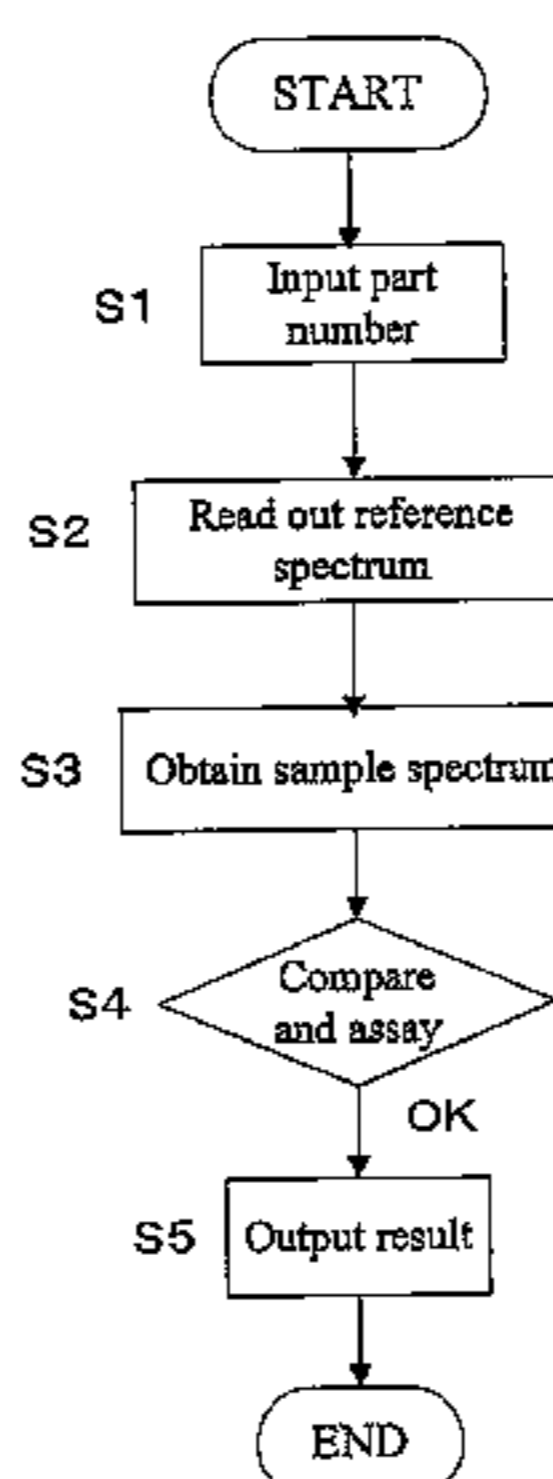 START
S1
Input part
number
S2
Read out reference
spectrum
S3
Obtain sample spectrum
S4
Compare
and assay
OK
S5
Output result
END